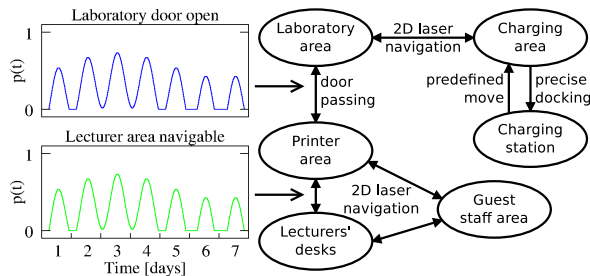 Laboratory door open
1
p(t)
0
Lecturer area navigable
1
p(t)
0
1 2 3 4 5 6 7
Time [days]
Laboratory
area
2D laser
navigation
Charging
area
door
passing
predefined
move
precise
docking
Charging
station
Printer
area
2D laser
navigation
Guest
staff area
Lecturers'
desks